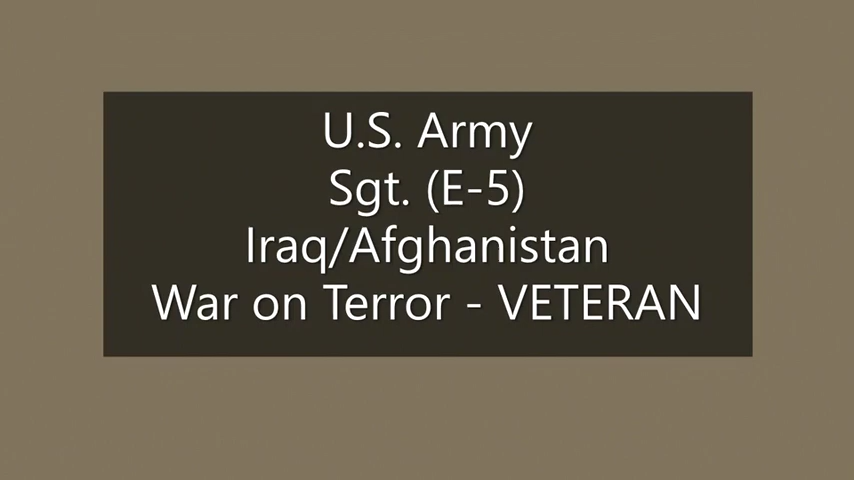 U.S. Army
Sgt. (E-5)
Iraq/Afghanistan
War on Terror - VETERAN